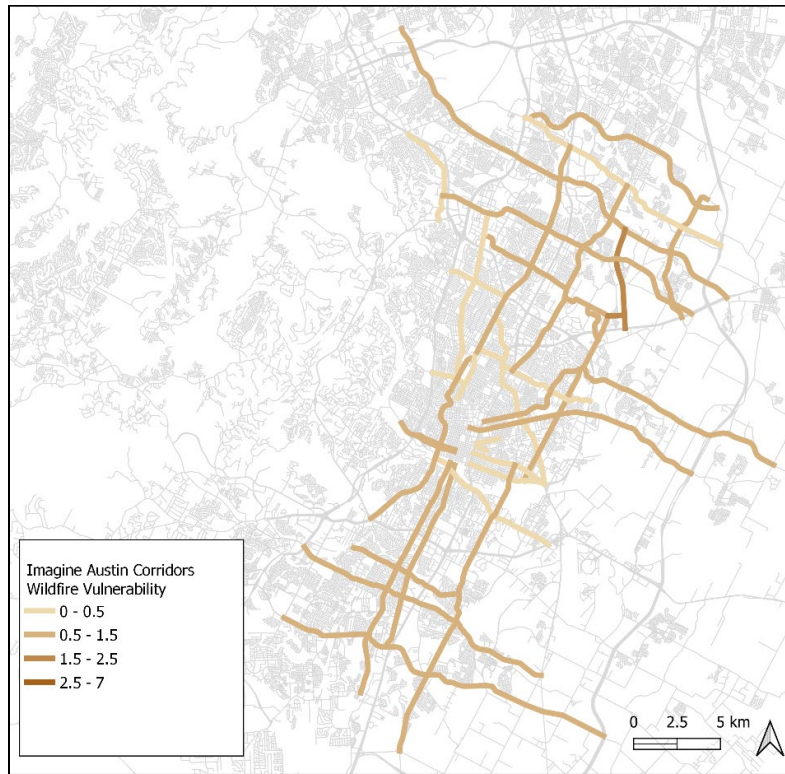 Imagine Austin Corridors
Wildfire Vulnerability
0 - 0.5
0.5 - 1.5
1.5 - 2.5
2.5 - 7
0 2.5 5 km